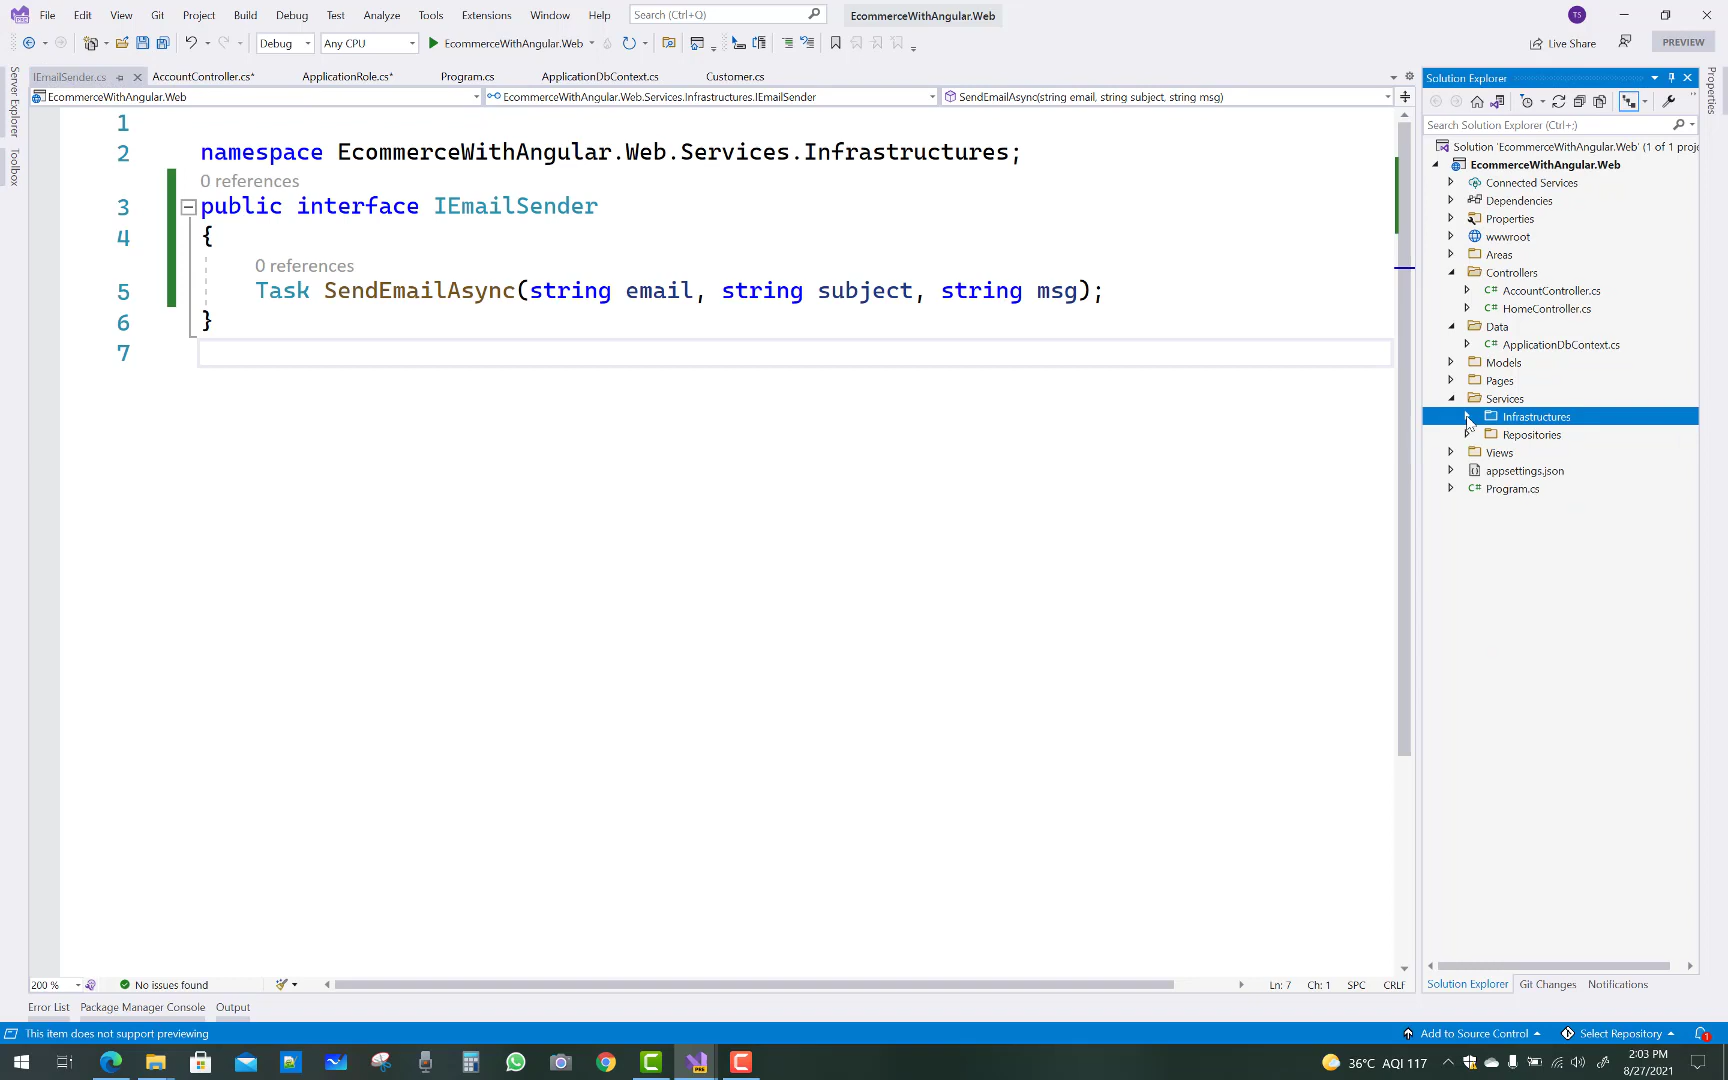 File Edit View Git Project Build Debug Test Analyze Tools Extensions Window Help Search (Ctrl+Q) EcommerceWithAngular.Web TS
Debug Any CPU EcommerceWithAngular.Web Live Share PREVIEW
IEmailSender.cs AccountController.cs* ApplicationRole.cs* Program.cs ApplicationDbContext.cs Customer.cs
EcommerceWithAngular.Web EcommerceWithAngular.Web.Services.Infrastructures.IEmailSender SendEmailAsync(string email, string subject, string msg)
Server Explorer
Toolbox
1
2 namespace EcommerceWithAngular.Web.Services.Infrastructures;
0 references
3 public interface IEmailSender
4 {
0 references
5 Task SendEmailAsync(string email, string subject, string msg);
6 }
7
Solution Explorer
Search Solution Explorer (Ctrl+;)
Solution 'EcommerceWithAngular.Web' (1 of 1 proje
EcommerceWithAngular.Web
Connected Services
Dependencies
Properties
wwwroot
Areas
Controllers
C# AccountController.cs
C# HomeController.cs
Data
C# ApplicationDbContext.cs
Models
Pages
Services
Infrastructures
Repositories
Views
appsettings.json
C# Program.cs
Properties
200 % No issues found Ln: 7 Ch: 1 SPC CRLF
Solution Explorer Git Changes Notifications
Error List Package Manager Console Output
This item does not support previewing Add to Source Control Select Repository 1
36°C AQI 117 2:03 PM
8/27/2021